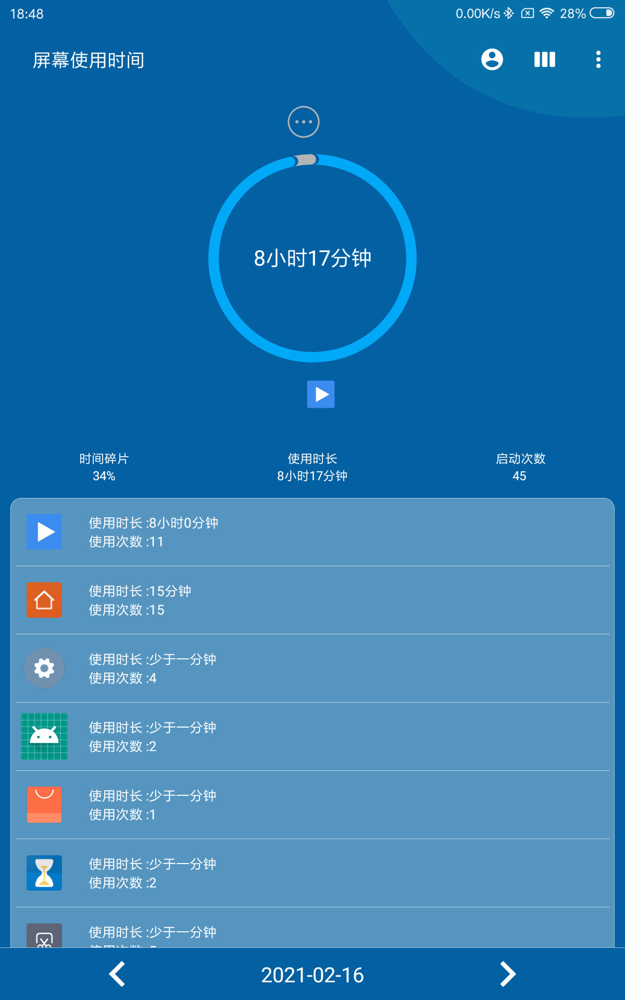 18:48
0.00K/s 28%
屏幕使用时间
8小时17分钟
时间碎片
34%
使用时长
8小时17分钟
启动次数
45
使用时长 :8小时0分钟
使用次数 :11
使用时长 :15分钟
使用次数 :15
使用时长 :少于一分钟
使用次数 :4
使用时长 :少于一分钟
使用次数 :2
使用时长 :少于一分钟
使用次数 :1
使用时长 :少于一分钟
使用次数 :2
使用时长 :少于一分钟
2021-02-16